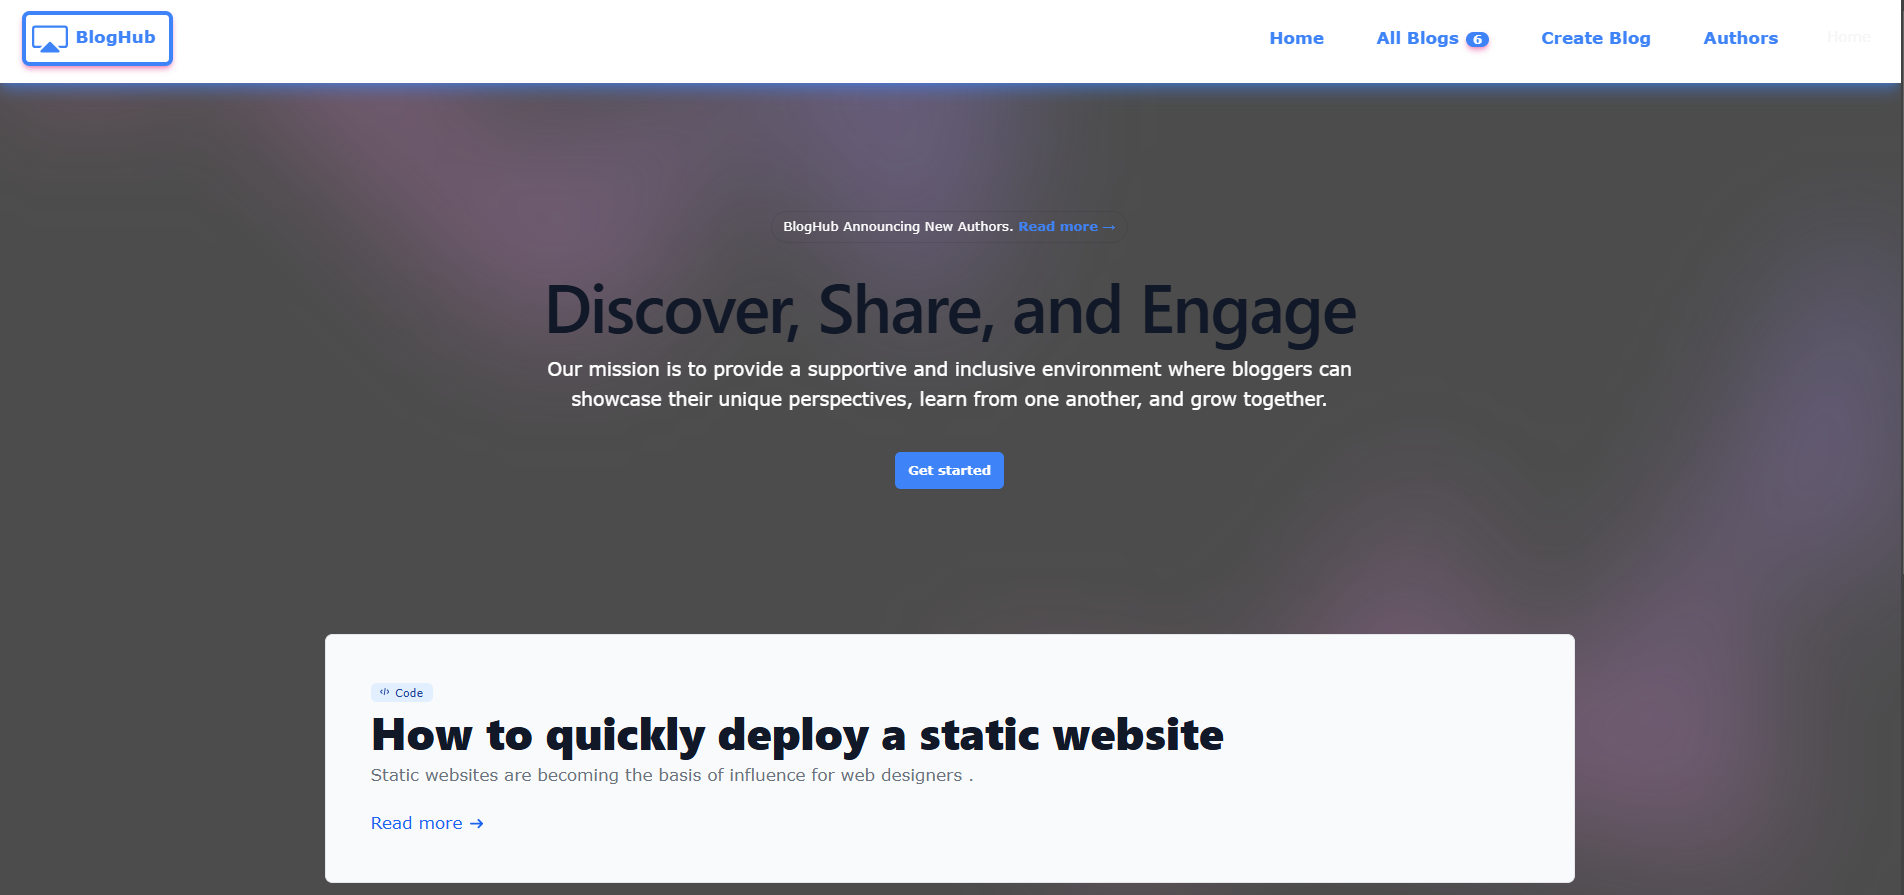 BlogHub
Home
All Blogs 6
Create Blog
Authors
Home
BlogHub Announcing New Authors. Read more →
Discover, Share, and Engage
Our mission is to provide a supportive and inclusive environment where bloggers can
showcase their unique perspectives, learn from one another, and grow together.
Get started
</> Code
How to quickly deploy a static website
Static websites are becoming the basis of influence for web designers .
Read more →